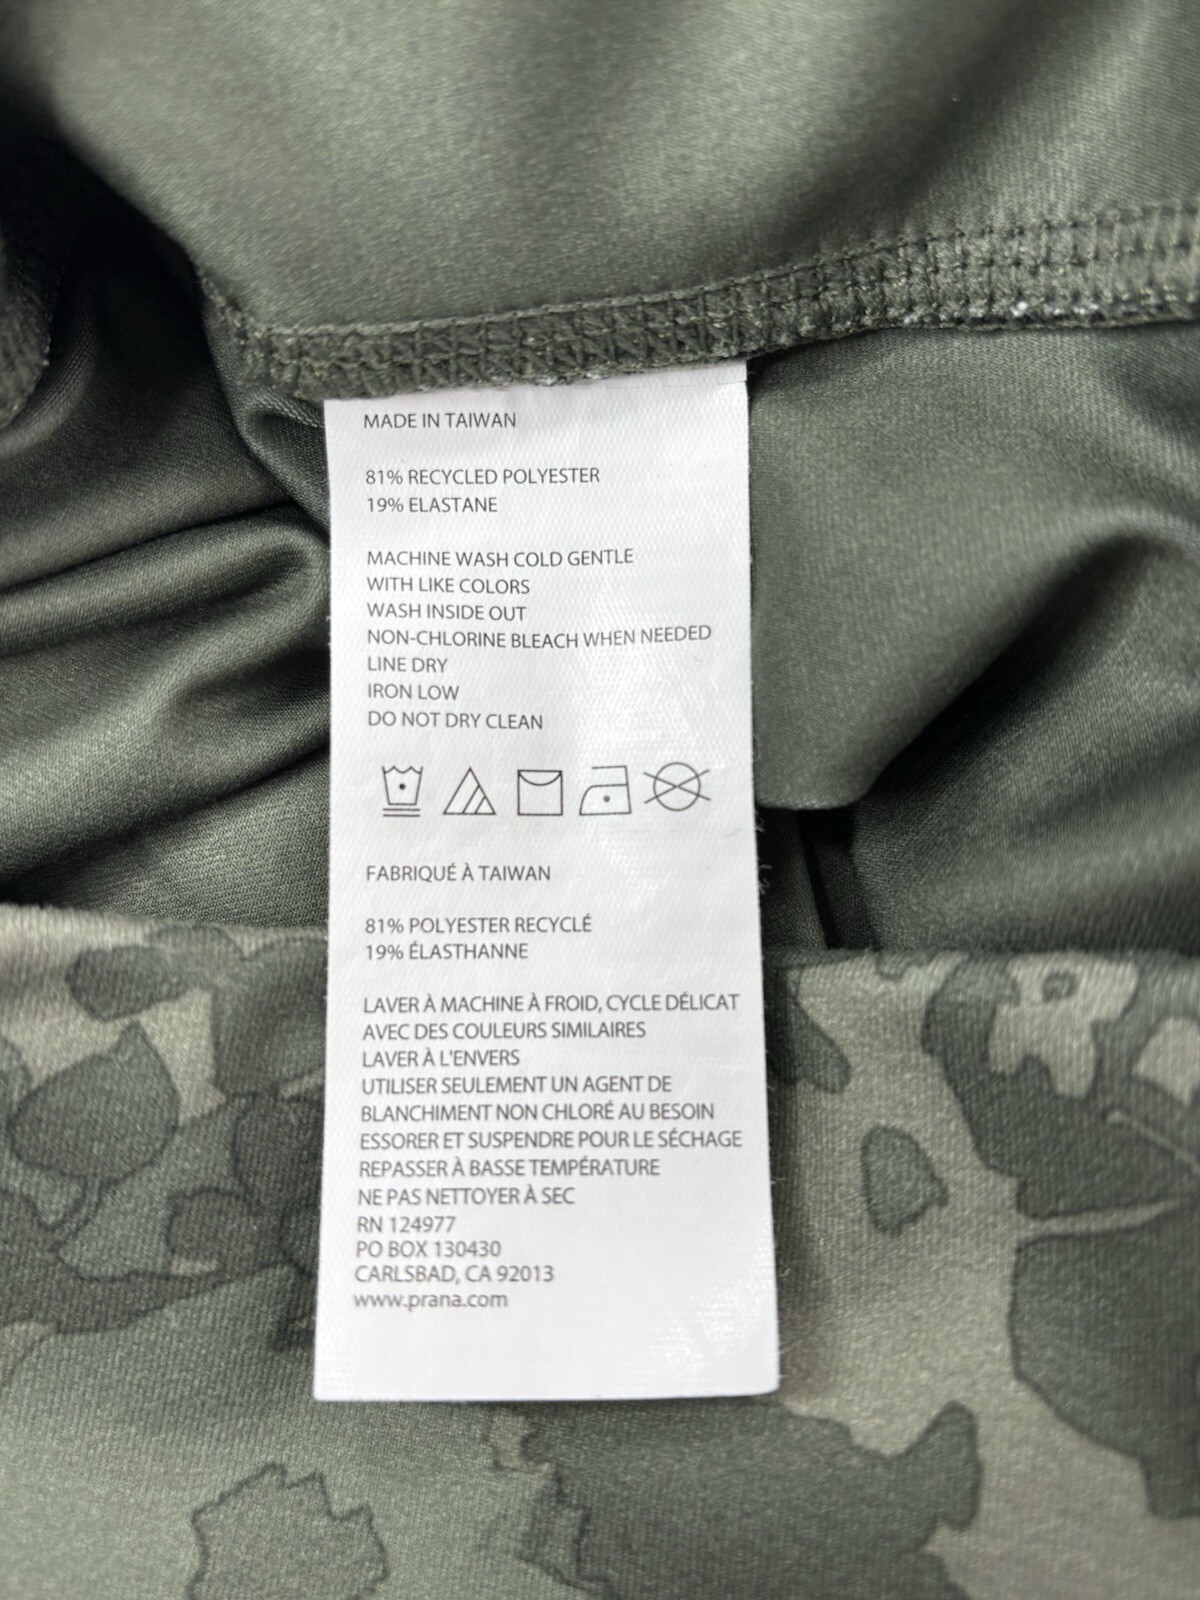 MADE IN TAIWAN
81% RECYCLED POLYESTER
19% ELASTANE
MACHINE WASH COLD GENTLE
WITH LIKE COLORS
WASH INSIDE OUT
NON-CHLORINE BLEACH WHEN NEEDED
LINE DRY
IRON LOW
DO NOT DRY CLEAN
FABRIQUÉ À TAIWAN
81% POLYESTER RECYCLÉ
19% ÉLASTHANNE
LAVER À MACHINE À FROID, CYCLE DÉLICAT
AVEC DES COULEURS SIMILAIRES
LAVER À L'ENVERS
UTILISER SEULEMENT UN AGENT DE
BLANCHIMENT NON CHLORÉ AU BESOIN
ESSORER ET SUSPENDRE POUR LE SÉCHAGE
REPASSER À BASSE TEMPÉRATURE
NE PAS NETTOYER À SEC
RN 124977
PO BOX 130430
CARLSBAD, CA 92013
www.prana.com